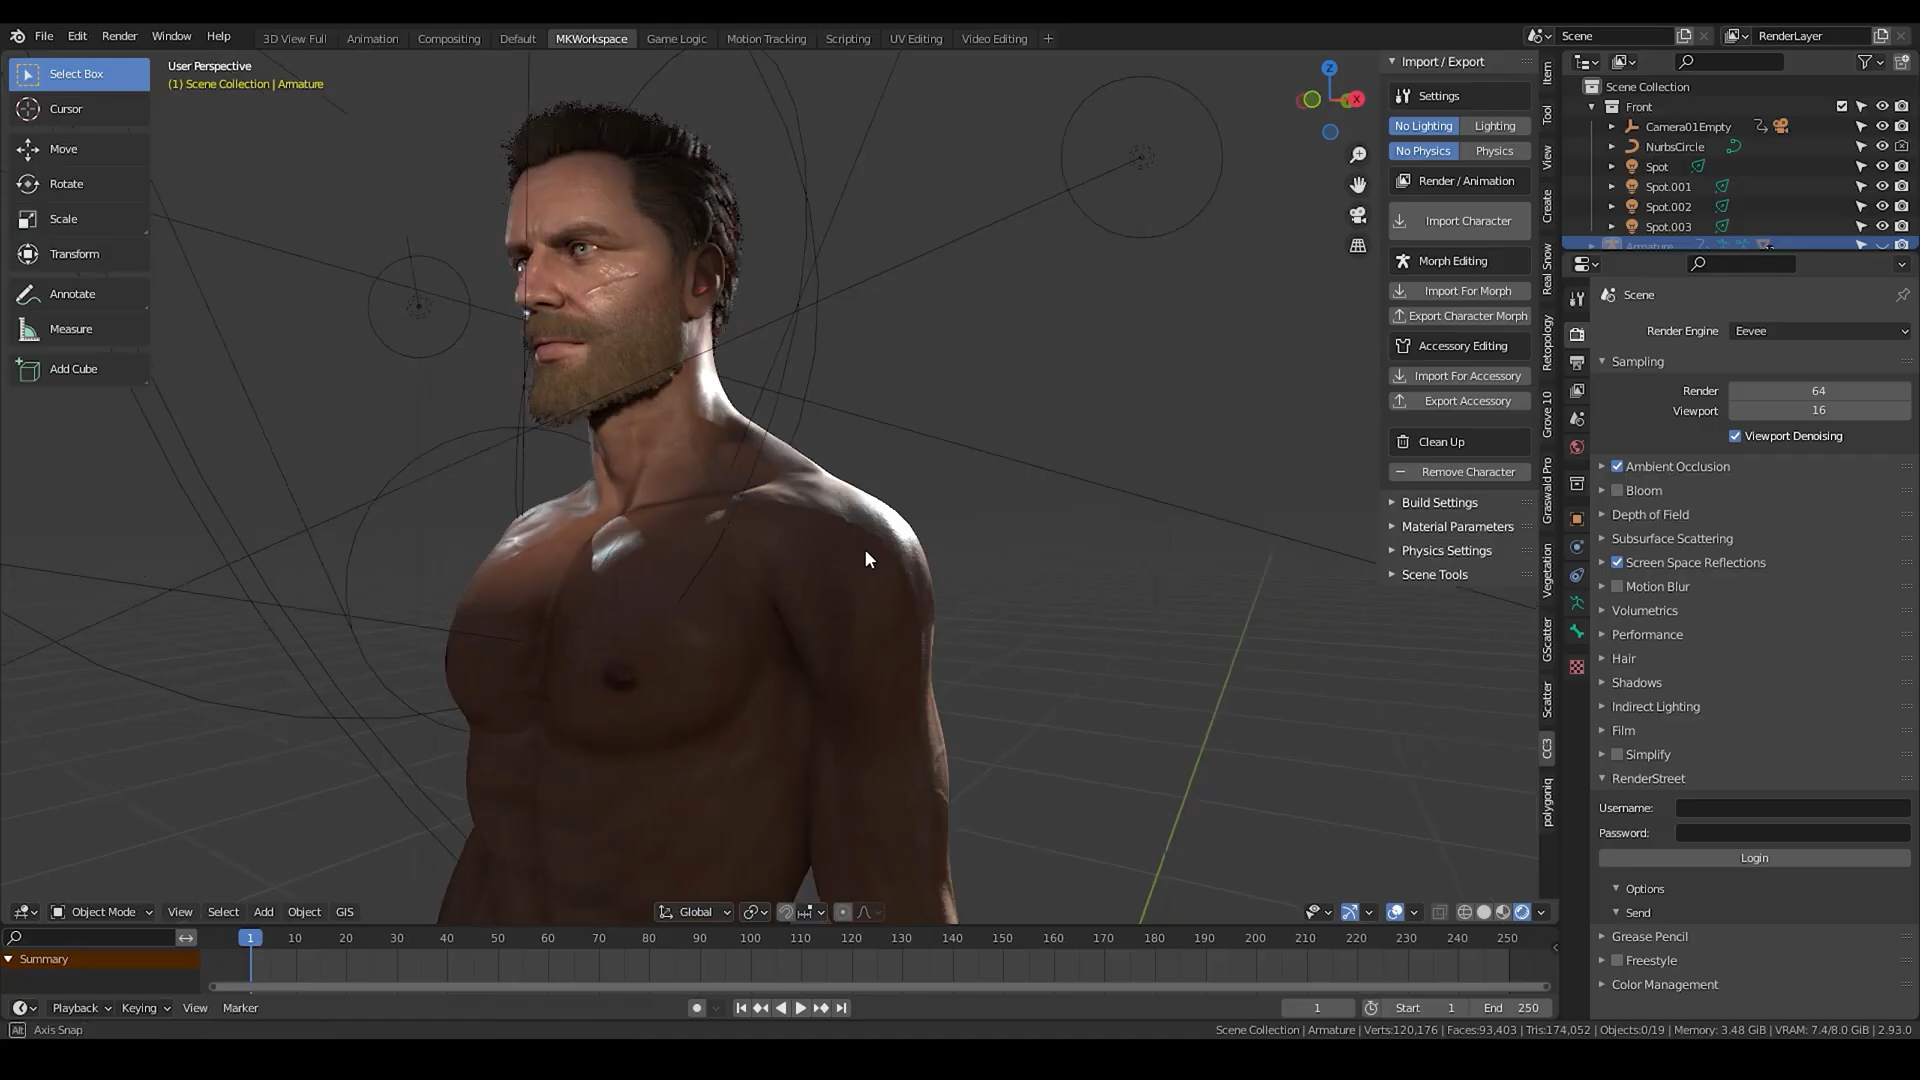 File Edit Render Window Help
3D View Full Animation Compositing Default MKWorkspace Game Logic Motion Tracking Scripting UV Editing Video Editing +
Scene
RenderLayer
Select Box
Cursor
Move
Rotate
Scale
Transform
Annotate
Measure
Add Cube
User Perspective
(1) Scene Collection | Armature
Z
X
Import / Export
Settings
No Lighting Lighting
No Physics Physics
Render / Animation
Import Character
Morph Editing
Import For Morph
Export Character Morph
Accessory Editing
Import For Accessory
Export Accessory
Clean Up
Remove Character
Build Settings
Material Parameters
Physics Settings
Scene Tools
Item
Tool
View
Create
Real Snow
Retopology
Grove 10
Graswald Pro
Vegetation
GScatter
Scatter
CC3
polygoniq
Scene Collection
Front
Camera01Empty
NurbsCircle
Spot
Spot.001
Spot.002
Spot.003
Armature
Scene
Render Engine Eevee
Sampling
Render 64
Viewport 16
Viewport Denoising
Ambient Occlusion
Bloom
Depth of Field
Subsurface Scattering
Screen Space Reflections
Motion Blur
Volumetrics
Performance
Hair
Shadows
Indirect Lighting
Film
Simplify
RenderStreet
Username:
Password:
Login
Options
Send
Grease Pencil
Freestyle
Color Management
Object Mode View Select Add Object GIS
Global
1 10 20 30 40 50 60 70 80 90 100 110 120 130 140 150 160 170 180 190 200 210 220 230 240 250
Summary
Playback Keying View Marker
1 Start 1 End 250
Alt Axis Snap
Scene Collection | Armature | Verts:120,176 | Faces:93,403 | Tris:174,052 | Objects:0/19 | Memory: 3.48 GiB | VRAM: 7.4/8.0 GiB | 2.93.0